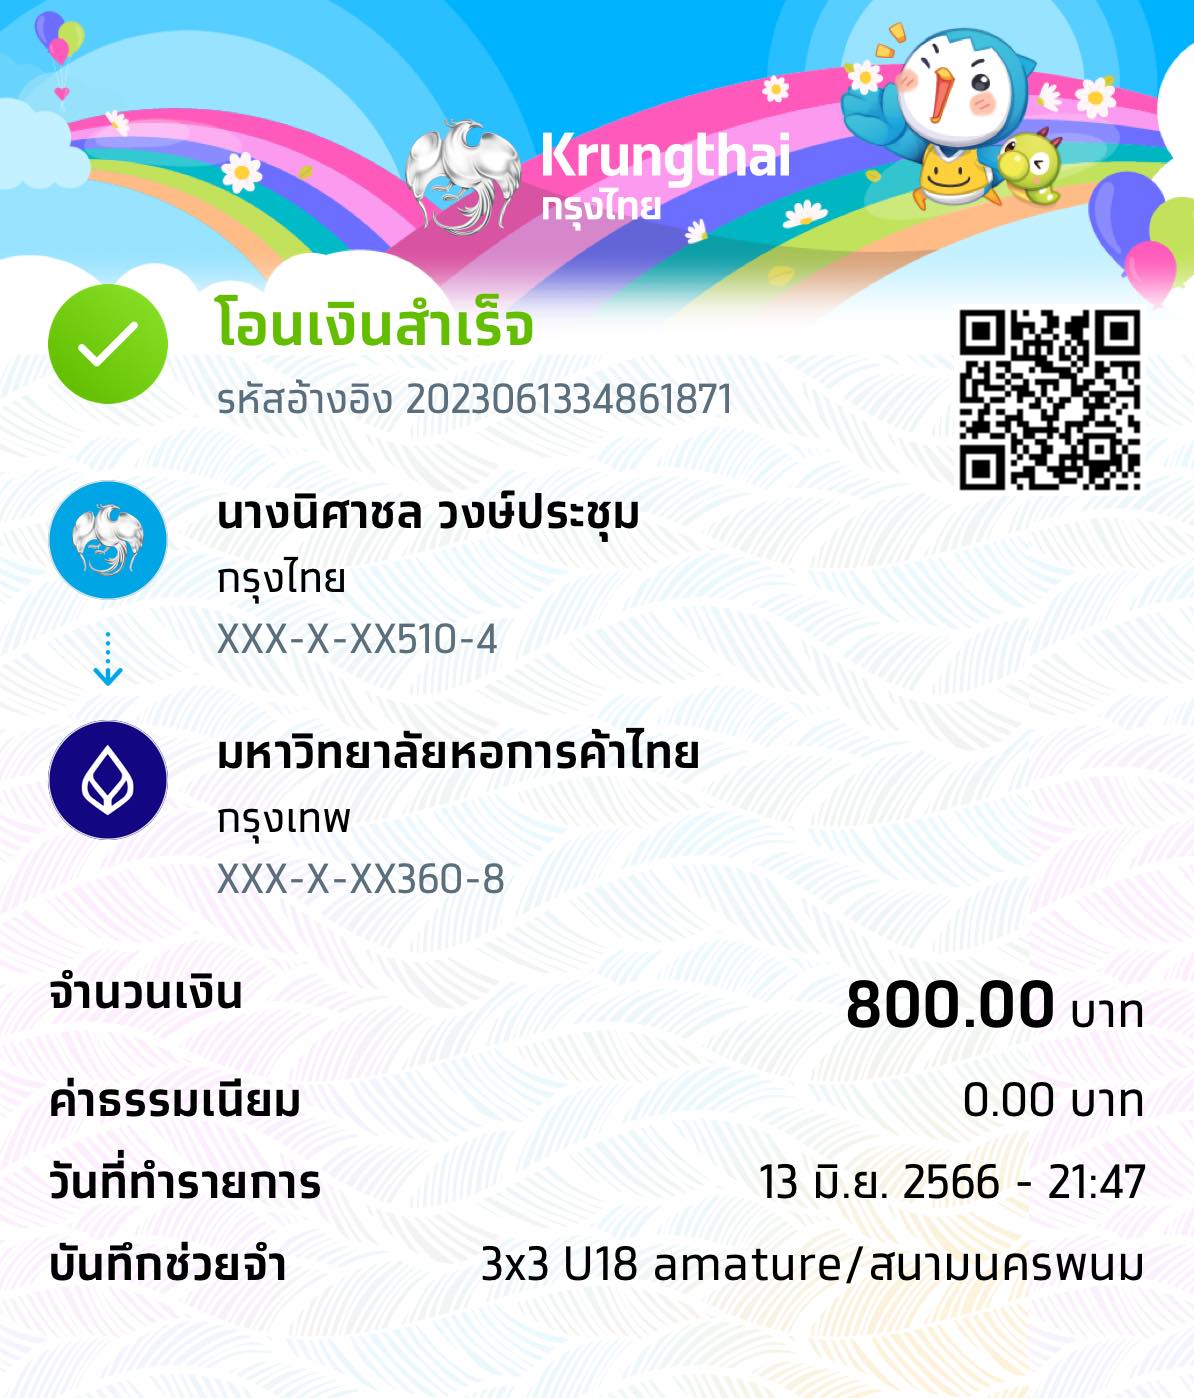 Krungthai
กรุงไทย
โอนเงินสำเร็จ
รหัสอ้างอิง 2023061334861871
นางนิศาชล วงษ์ประชุม
กรุงไทย
XXX-X-XX510-4
มหาวิทยาลัยหอการค้าไทย
กรุงเทพ
XXX-X-XX360-8
จำนวนเงิน 800.00 บาท
ค่าธรรมเนียม 0.00 บาท
วันที่ทำรายการ 13 มิ.ย. 2566 - 21:47
บันทึกช่วยจำ 3x3 U18 amature/สนามนครพนม